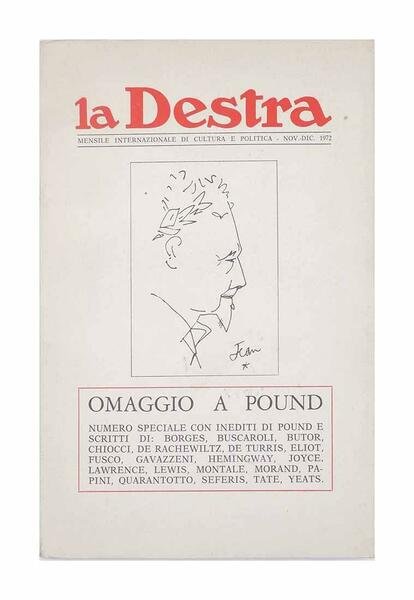 la Destra
MENSILE INTERNAZIONALE DI CULTURA E POLITICA - NOV.-DIC. 1972
Jean
OMAGGIO A POUND
NUMERO SPECIALE CON INEDITI DI POUND E
SCRITTI DI: BORGES, BUSCAROLI, BUTOR,
CHIOCCI, DE RACHEWILTZ, DE TURRIS, ELIOT,
FUSCO, GAVAZZENI, HEMINGWAY, JOYCE,
LAWRENCE, LEWIS, MONTALE, MORAND, PA-
PINI, QUARANTOTTO, SEFERIS, TATE, YEATS.